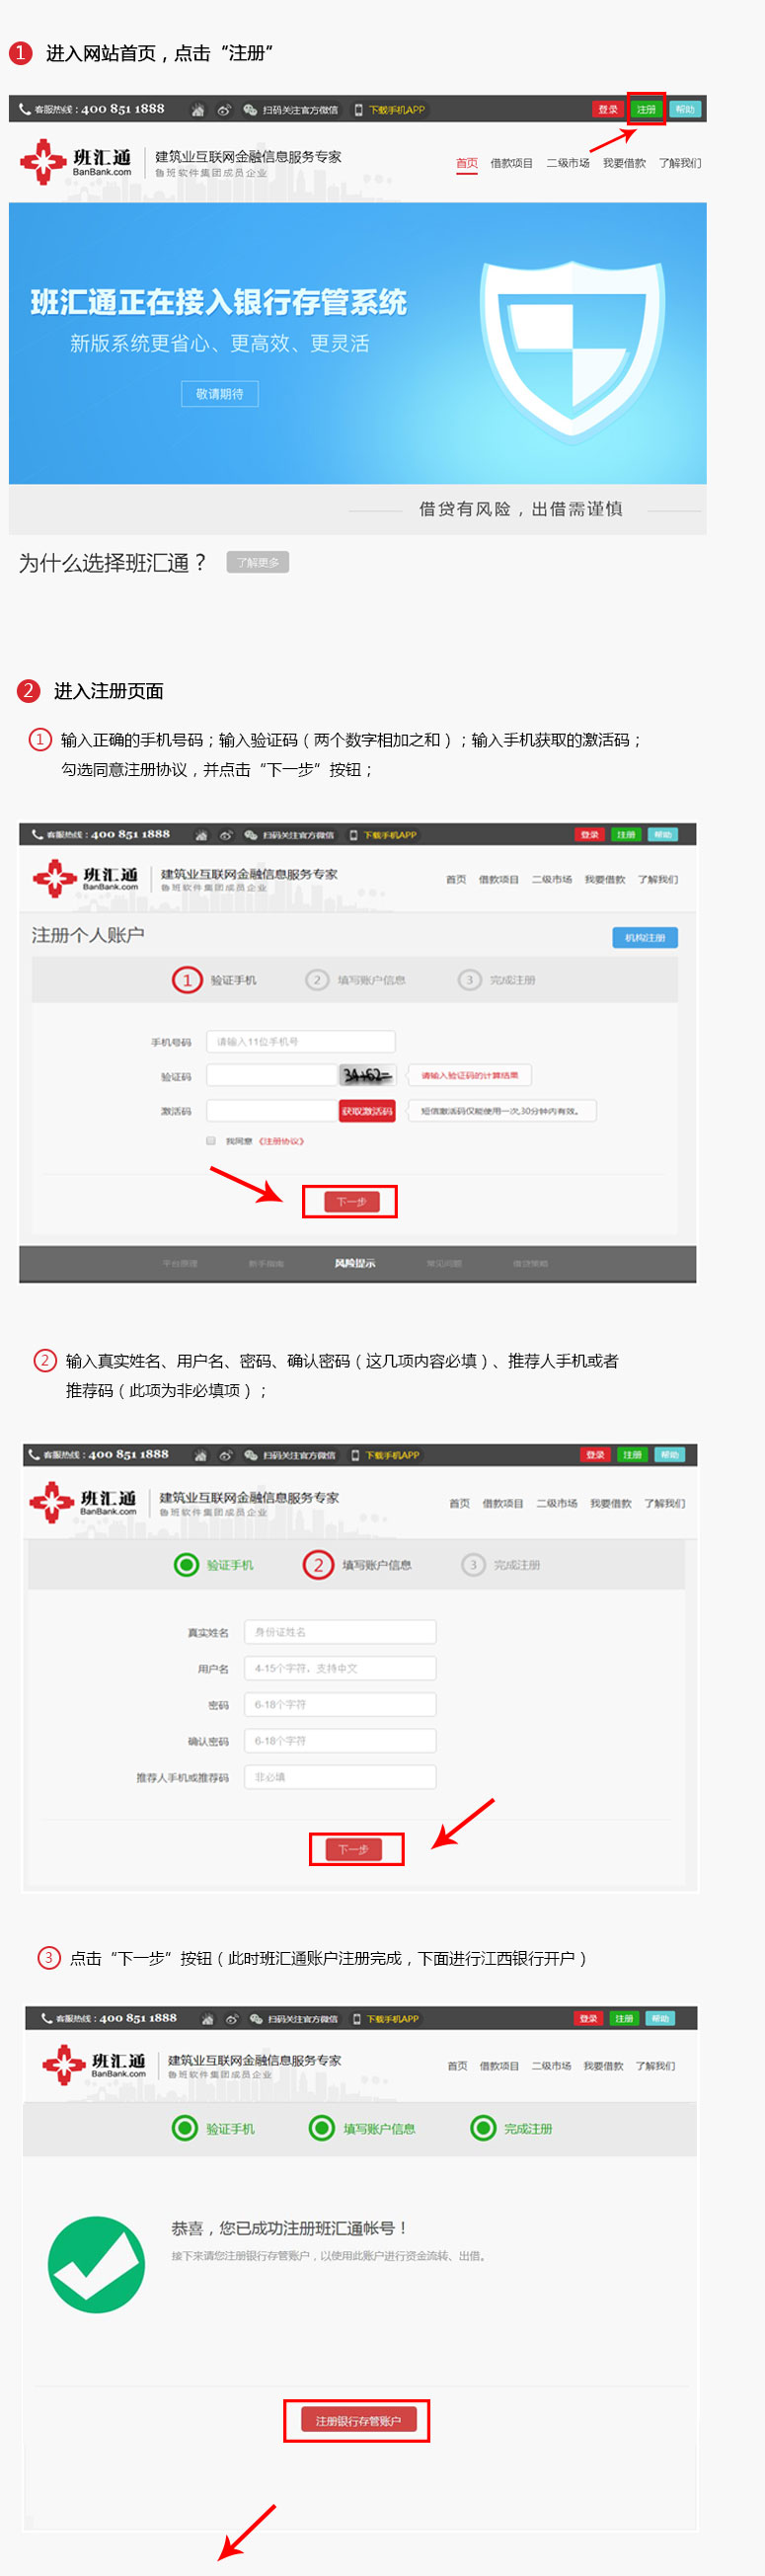 1 进入网站首页，点击“注册”
客服热线：400 851 1888 扫码关注官方微信 下载手机APP 登录 注册 帮助
班汇通 BanBank.com 建筑业互联网金融信息服务专家
鲁班软件集团成员企业
首页 借款项目 二级市场 我要借款 了解我们
班汇通正在接入银行存管系统
新版系统更省心、更高效、更灵活
敬请期待
借贷有风险，出借需谨慎
为什么选择班汇通？ 了解更多
2 进入注册页面
1 输入正确的手机号码；输入验证码（两个数字相加之和）；输入手机获取的激活码；
勾选同意注册协议，并点击“下一步”按钮；
客服热线：400 851 1888 扫码关注官方微信 下载手机APP 登录 注册 帮助
班汇通 BanBank.com 建筑业互联网金融信息服务专家
鲁班软件集团成员企业
首页 借款项目 二级市场 我要借款 了解我们
注册个人账户 机构注册
1 验证手机 2 填写账户信息 3 完成注册
手机号码 请输入11位手机号
验证码 34+62= 请输入验证码的计算结果
激活码 获取激活码 短信激活码仅能使用一次,30分钟内有效。
我同意《注册协议》
下一步
平台原理 新手指南 风险提示 常见问题 借贷策略
2 输入真实姓名、用户名、密码、确认密码（这几项内容必填）、推荐人手机或者
推荐码（此项为非必填项）；
客服热线：400 851 1888 扫码关注官方微信 下载手机APP 登录 注册 帮助
班汇通 BanBank.com 建筑业互联网金融信息服务专家
鲁班软件集团成员企业
首页 借款项目 二级市场 我要借款 了解我们
验证手机 2 填写账户信息 3 完成注册
真实姓名 身份证姓名
用户名 4-15个字符，支持中文
密码 6-18个字符
确认密码 6-18个字符
推荐人手机或推荐码 非必填
下一步
3 点击“下一步”按钮（此时班汇通账户注册完成，下面进行江西银行开户）
客服热线：400 851 1888 扫码关注官方微信 下载手机APP 登录 注册 帮助
班汇通 BanBank.com 建筑业互联网金融信息服务专家
鲁班软件集团成员企业
首页 借款项目 二级市场 我要借款 了解我们
验证手机 填写账户信息 完成注册
恭喜，您已成功注册班汇通帐号！
接下来请您注册银行存管账户，以使用此账户进行资金流转、出借。
注册银行存管账户